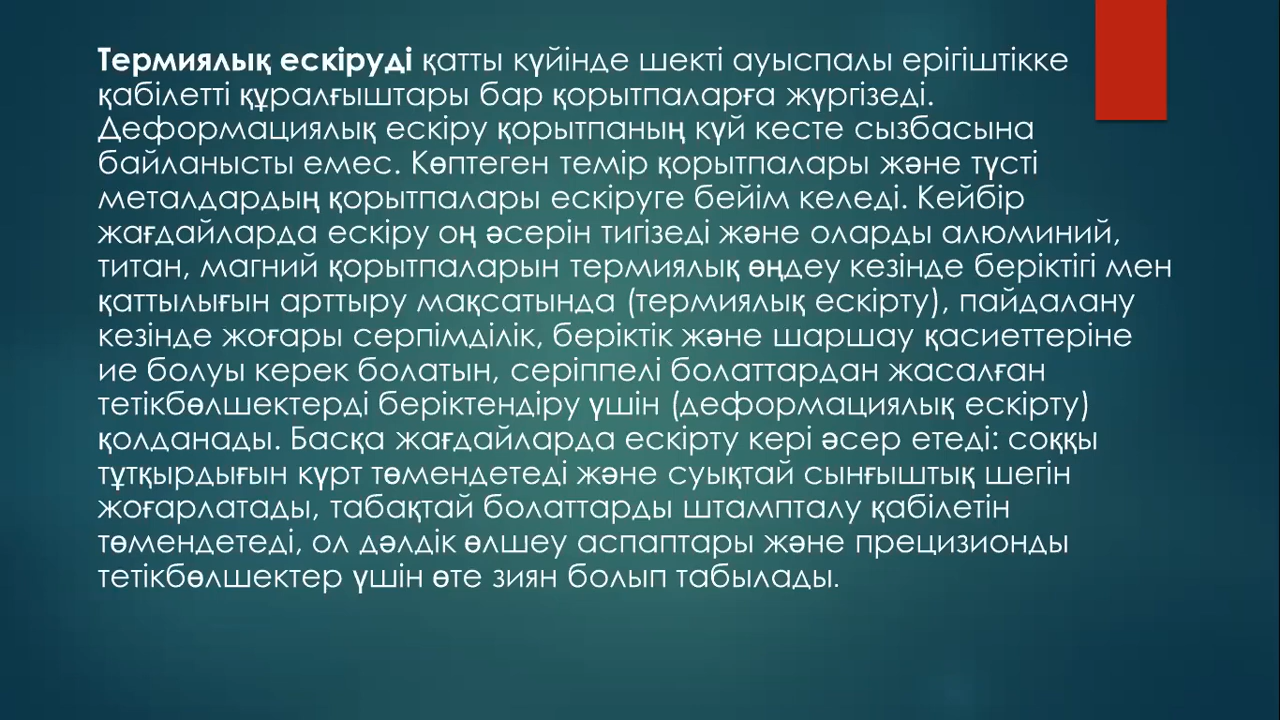 Термиялық ескіруді қатты күйінде шекті ауыспалы ерігіштікке
қабілетті құралғыштары бар қорытпаларға жүргізеді.
Деформациялық ескіру қорытпаның күй кесте сызбасына
байланысты емес. Көптеген темір қорытпалары және түсті
металдардың қорытпалары ескіруге бейім келеді. Кейбір
жағдайларда ескіру оң әсерін тигізеді және оларды алюминий,
титан, магний қорытпаларын термиялық өңдеу кезінде беріктігі мен
қаттылығын арттыру мақсатында (термиялық ескірту), пайдалану
кезінде жоғары серпімділік, беріктік және шаршау қасиеттеріне
ие болуы керек болатын, серіппелі болаттардан жасалған
тетікбөлшектерді беріктендіру үшін (деформациялық ескірту)
қолданады. Басқа жағдайларда ескірту кері әсер етеді: соққы
тұтқырдығын күрт төмендетеді және суықтай сынғыштық шегін
жоғарлатады, табақтай болаттарды штампталу қабілетін
төмендетеді, ол дәлдік өлшеу аспаптары және прецизионды
тетікбөлшектер үшін өте зиян болып табылады.